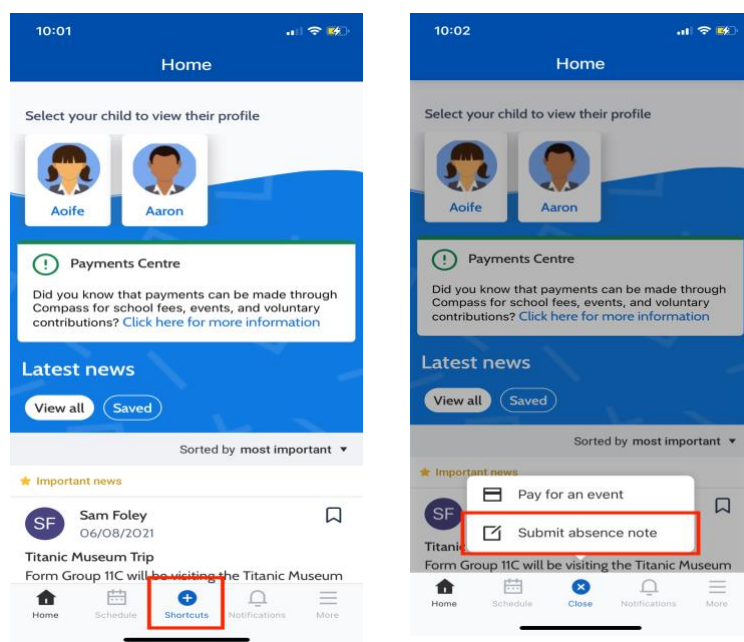 10:01
Home
Select your child to view their profile
Aoife Aaron
Payments Centre
Did you know that payments can be made through
Compass for school fees, events, and voluntary
contributions? Click here for more information
Latest news
View all Saved
Sorted by most important
Important news
SF Sam Foley
06/08/2021
Titanic Museum Trip
Form Group 11C will be visiting the Titanic Museum
Home Schedule Shortcuts Notifications More
10:02
Home
Select your child to view their profile
Aoife Aaron
Payments Centre
Did you know that payments can be made through
Compass for school fees, events, and voluntary
contributions? Click here for more information
Latest news
View all Saved
Sorted by most important
Important news
Pay for an event
SF
Submit absence note
Titani
Form Group 11C will be visiting the Titanic Museum
Home Schedule Close Notifications More